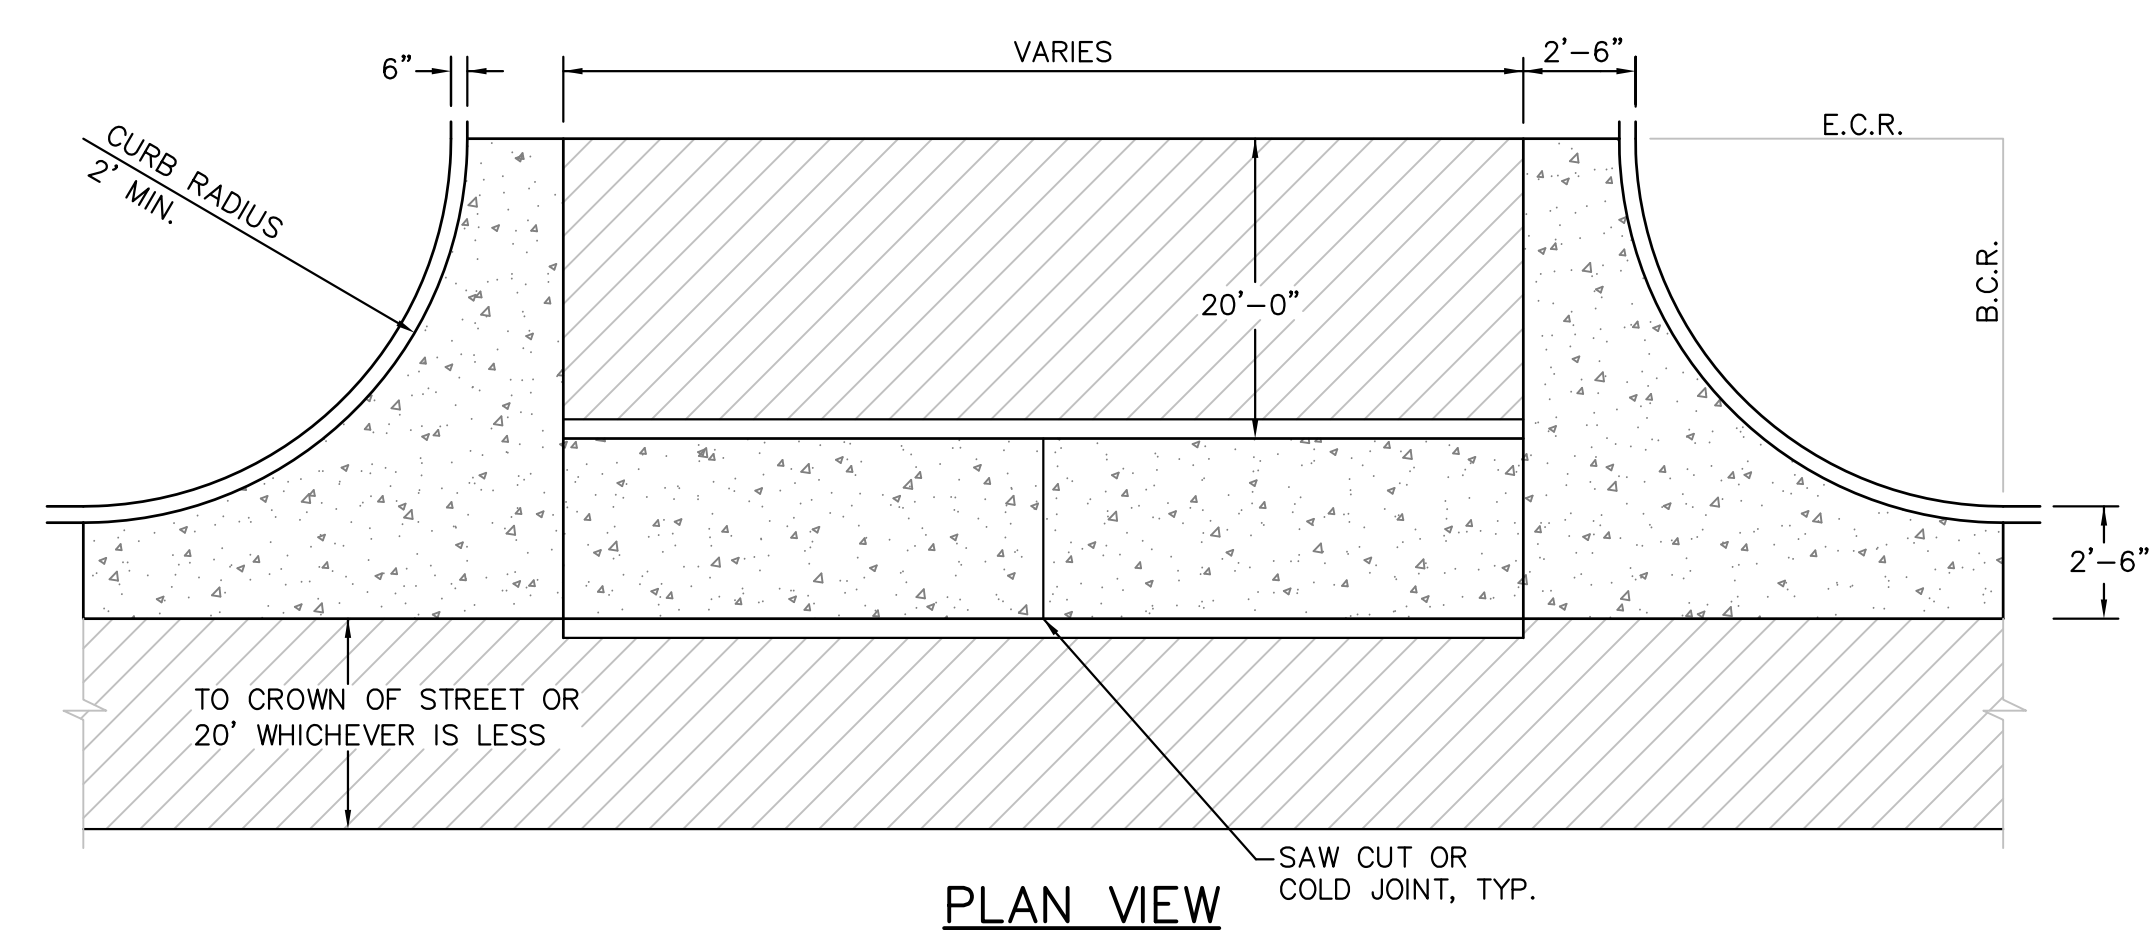 6”
VARIES
2’–6”
E.C.R.
CURB RADIUS
2’ MIN.
B.C.R.
20’–0”
2’–6”
TO CROWN OF STREET OR
20’ WHICHEVER IS LESS
SAW CUT OR
COLD JOINT, TYP.
PLAN VIEW